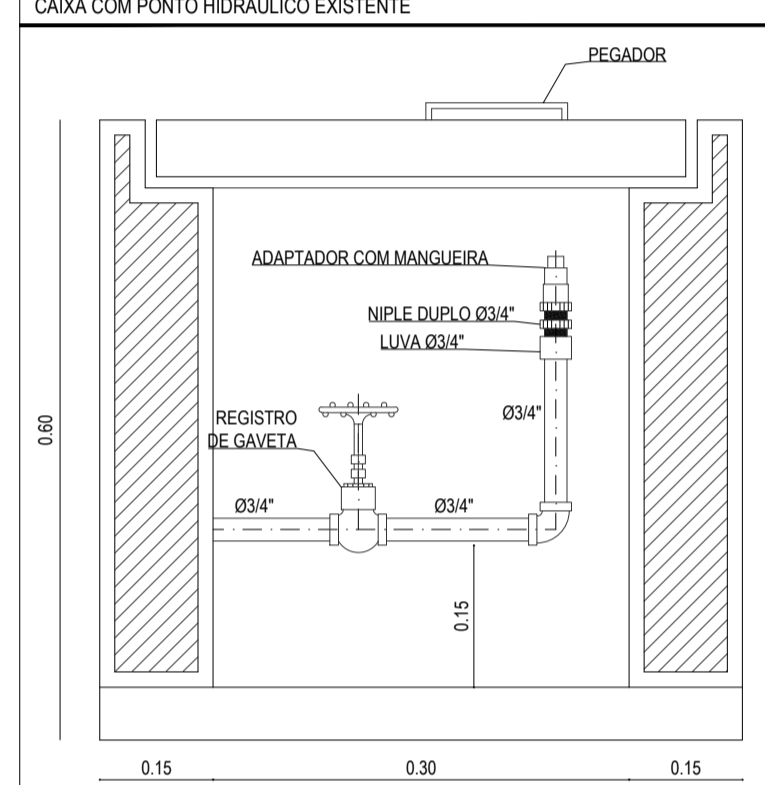 CAIXA COM PONTO HIDRÁULICO EXISTENTE
PEGADOR
ADAPTADOR COM MANGUEIRA
NIPLE DUPLO Ø3/4"
LUVA Ø3/4"
Ø3/4"
REGISTRO
DE GAVETA
Ø3/4"
Ø3/4"
0.60
0.15
0.15
0.30
0.15